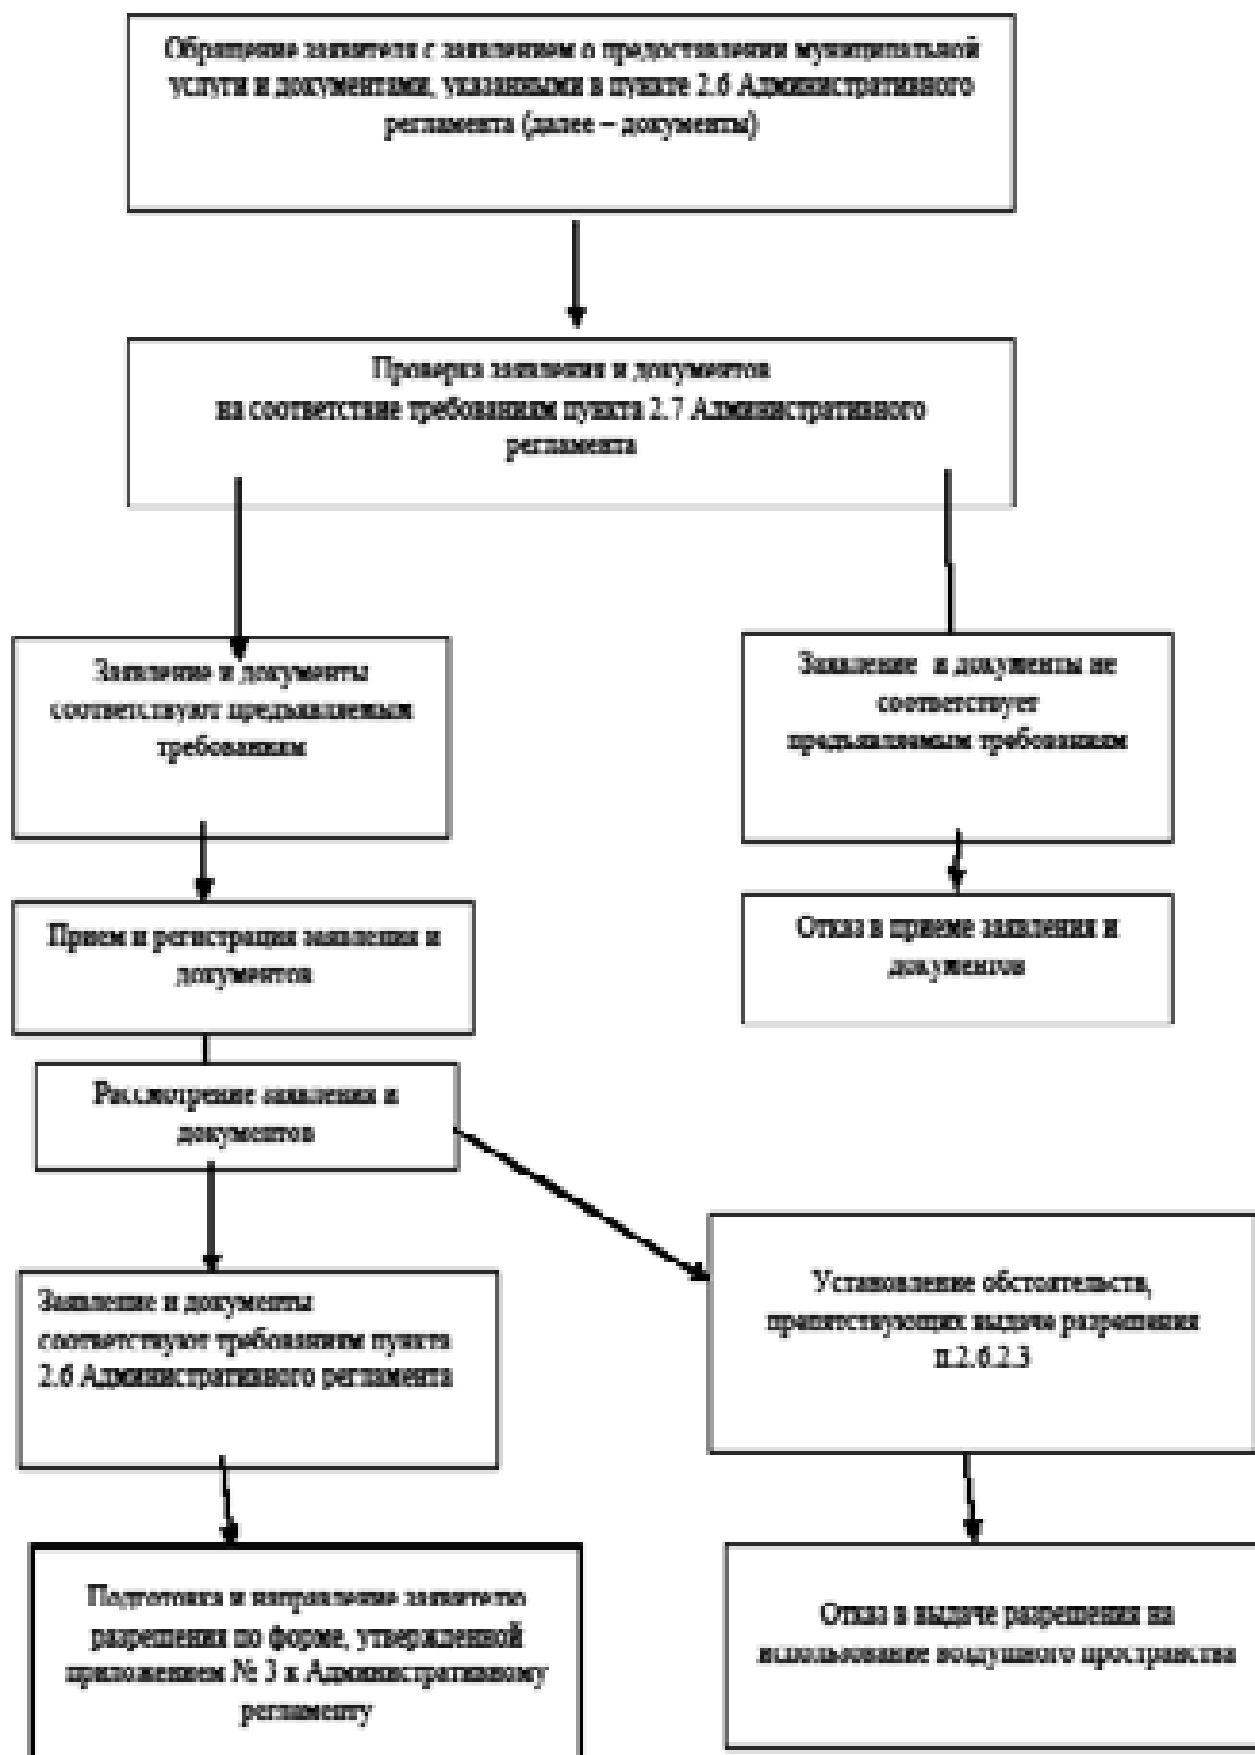 Обращение заявителя с заявлением о предоставлении муниципальной
услуги и документами, указанными в пункте 2.6 Административного
регламента (далее – документы)
Проверка заявления и документов
на соответствие требованиям пункта 2.7 Административного
регламента
Заявление и документы
соответствуют предъявляемым
требованиям
Заявление и документы не
соответствует
предъявляемым требованиям
Прием и регистрация заявления и
документов
Отказ в приеме заявления и
документов
Рассмотрение заявления и
документов
Заявление и документы
соответствуют требованиям пункта
2.6 Административного регламента
Установление обстоятельств,
препятствующих выдаче разрешения
п.2.6.2.3
Подготовка и направление заявителю
разрешения по форме, утвержденной
приложением № 3 к Административному
регламенту
Отказ в выдаче разрешения на
использование воздушного пространства